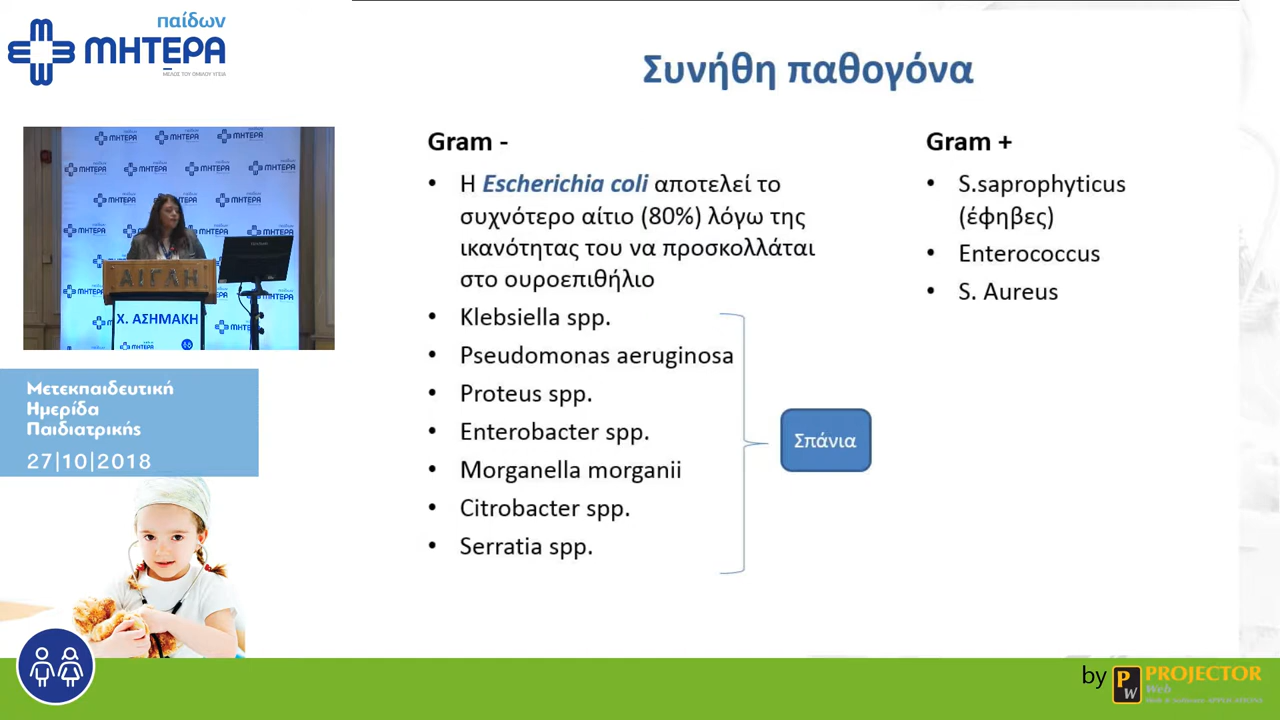 παίδων
ΜΗΤΕΡΑ
ΜΕΛΟΣ ΤΟΥ ΟΜΙΛΟΥ ΥΓΕΙΑ
Συνήθη παθογόνα
Gram -
• Η Escherichia coli αποτελεί το
συχνότερο αίτιο (80%) λόγω της
ικανότητας του να προσκολλάται
στο ουροεπιθήλιο
• Klebsiella spp.
• Pseudomonas aeruginosa
• Proteus spp.
• Enterobacter spp.
• Morganella morganii
• Citrobacter spp.
• Serratia spp.
Σπάνια
Gram +
• S.saprophyticus
(έφηβες)
• Enterococcus
• S. Aureus
ΑΙΓΛΗ
Χ. ΑΣΗΜΑΚΗ
Μετεκπαιδευτική
Ημερίδα
Παιδιατρικής
27|10|2018
by PW PROJECTOR
Web